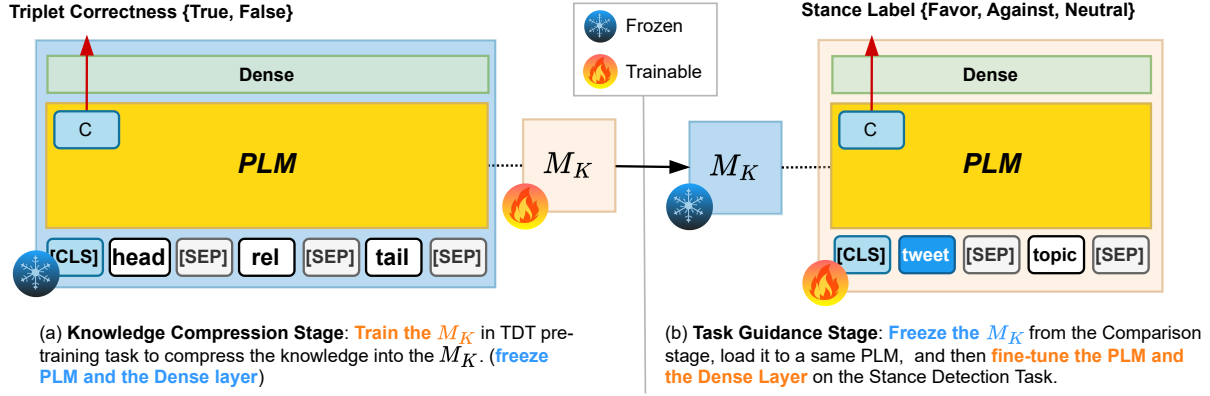 Triplet Correctness {True, False}
Stance Label {Favor, Against, Neutral}
Frozen
Trainable
Dense
C
PLM
M_K
[CLS] head [SEP] rel [SEP] tail [SEP]
M_K
Dense
C
PLM
[CLS] tweet [SEP] topic [SEP]
(a) Knowledge Compression Stage: Train the M_K in TDT pre-
training task to compress the knowledge into the M_K. (freeze
PLM and the Dense layer)
(b) Task Guidance Stage: Freeze the M_K from the Comparison
stage, load it to a same PLM, and then fine-tune the PLM and
the Dense Layer on the Stance Detection Task.